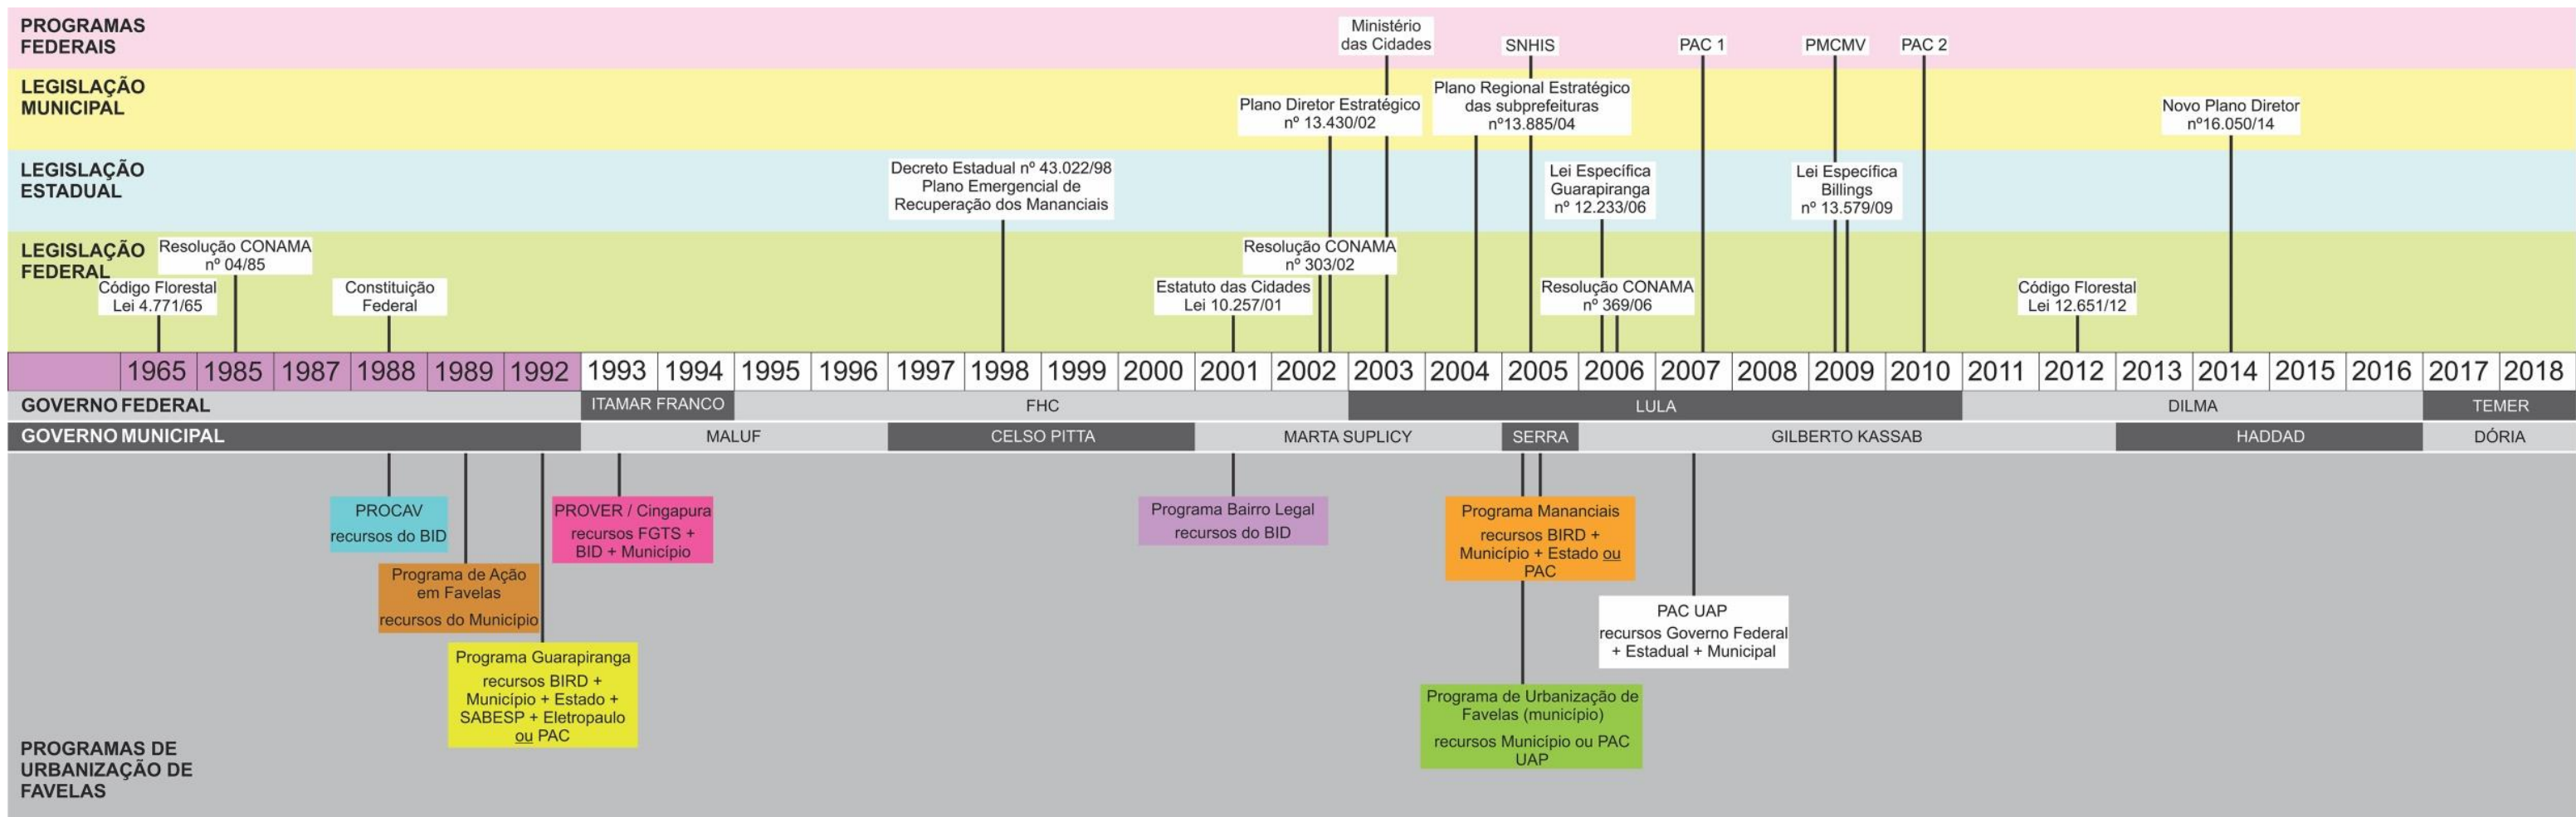 PROGRAMAS
FEDERAIS
Ministério
das Cidades
SNHIS
PAC 1
PMCMV
PAC 2
LEGISLAÇÃO
MUNICIPAL
Plano Diretor Estratégico
nº 13.430/02
Plano Regional Estratégico
das subprefeituras
nº13.885/04
Novo Plano Diretor
nº16.050/14
LEGISLAÇÃO
ESTADUAL
Decreto Estadual nº 43.022/98
Plano Emergencial de
Recuperação dos Mananciais
Lei Específica
Guarapiranga
nº 12.233/06
Lei Específica
Billings
nº 13.579/09
LEGISLAÇÃO
FEDERAL
Código Florestal
Lei 4.771/65
Resolução CONAMA
nº 04/85
Constituição
Federal
Estatuto das Cidades
Lei 10.257/01
Resolução CONAMA
nº 303/02
Resolução CONAMA
nº 369/06
Código Florestal
Lei 12.651/12
1965 1985 1987 1988 1989 1992 1993 1994 1995 1996 1997 1998 1999 2000 2001 2002 2003 2004 2005 2006 2007 2008 2009 2010 2011 2012 2013 2014 2015 2016 2017 2018
GOVERNO FEDERAL ITAMAR FRANCO FHC LULA DILMA TEMER
GOVERNO MUNICIPAL MALUF CELSO PITTA MARTA SUPLICY SERRA GILBERTO KASSAB HADDAD DÓRIA
PROCAV
recursos do BID
Programa de Ação
em Favelas
recursos do Município
Programa Guarapiranga
recursos BIRD +
Município + Estado +
SABESP + Eletropaulo
ou PAC
PROVER / Cingapura
recursos FGTS +
BID + Município
Programa Bairro Legal
recursos do BID
Programa Mananciais
recursos BIRD +
Município + Estado ou
PAC
PAC UAP
recursos Governo Federal
+ Estadual + Municipal
Programa de Urbanização de
Favelas (município)
recursos Município ou PAC
UAP
PROGRAMAS DE
URBANIZAÇÃO DE
FAVELAS